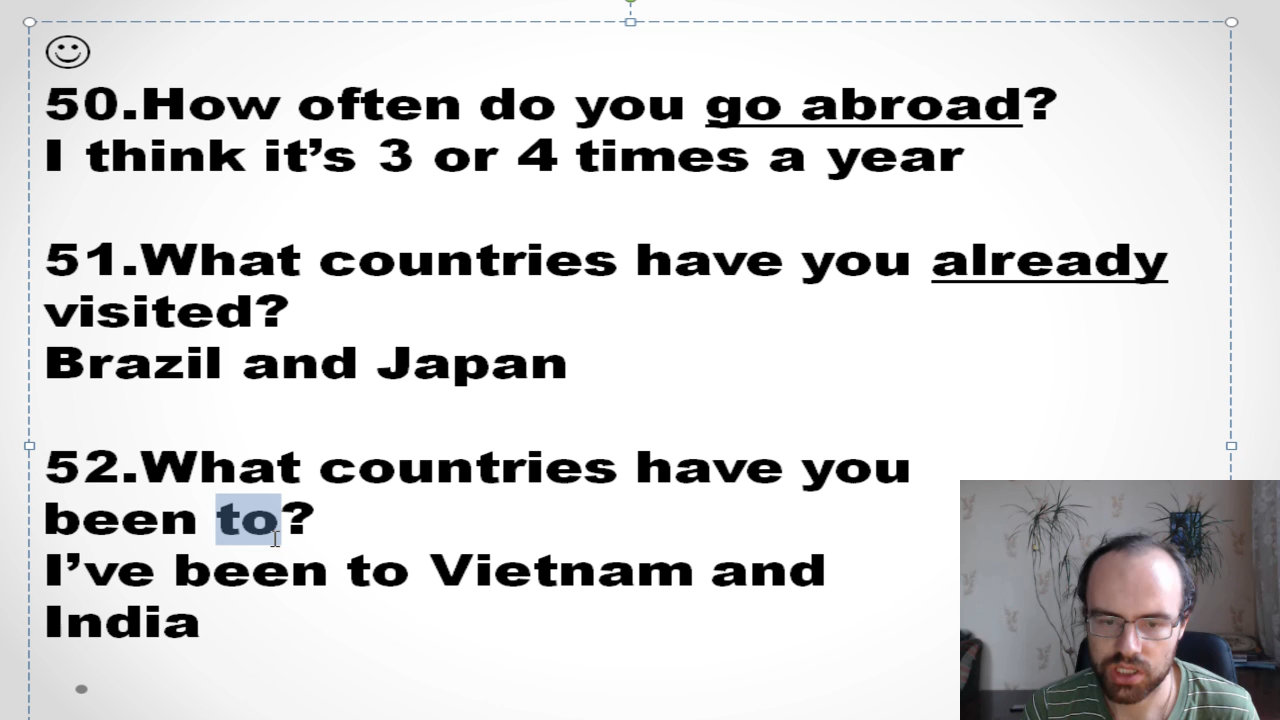 50.How often do you go abroad?
I think it’s 3 or 4 times a year
51.What countries have you already
visited?
Brazil and Japan
52.What countries have you
been to?
I’ve been to Vietnam and
India